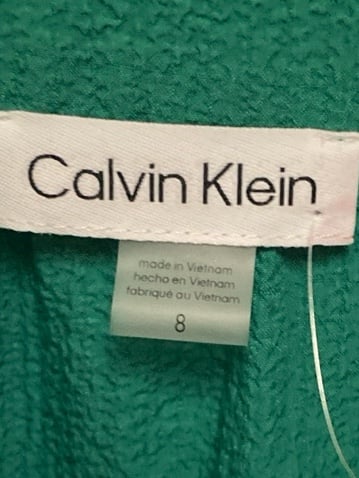 Calvin Klein
made in Vietnam
hecho en Vietnam
fabriqué au Vietnam
8